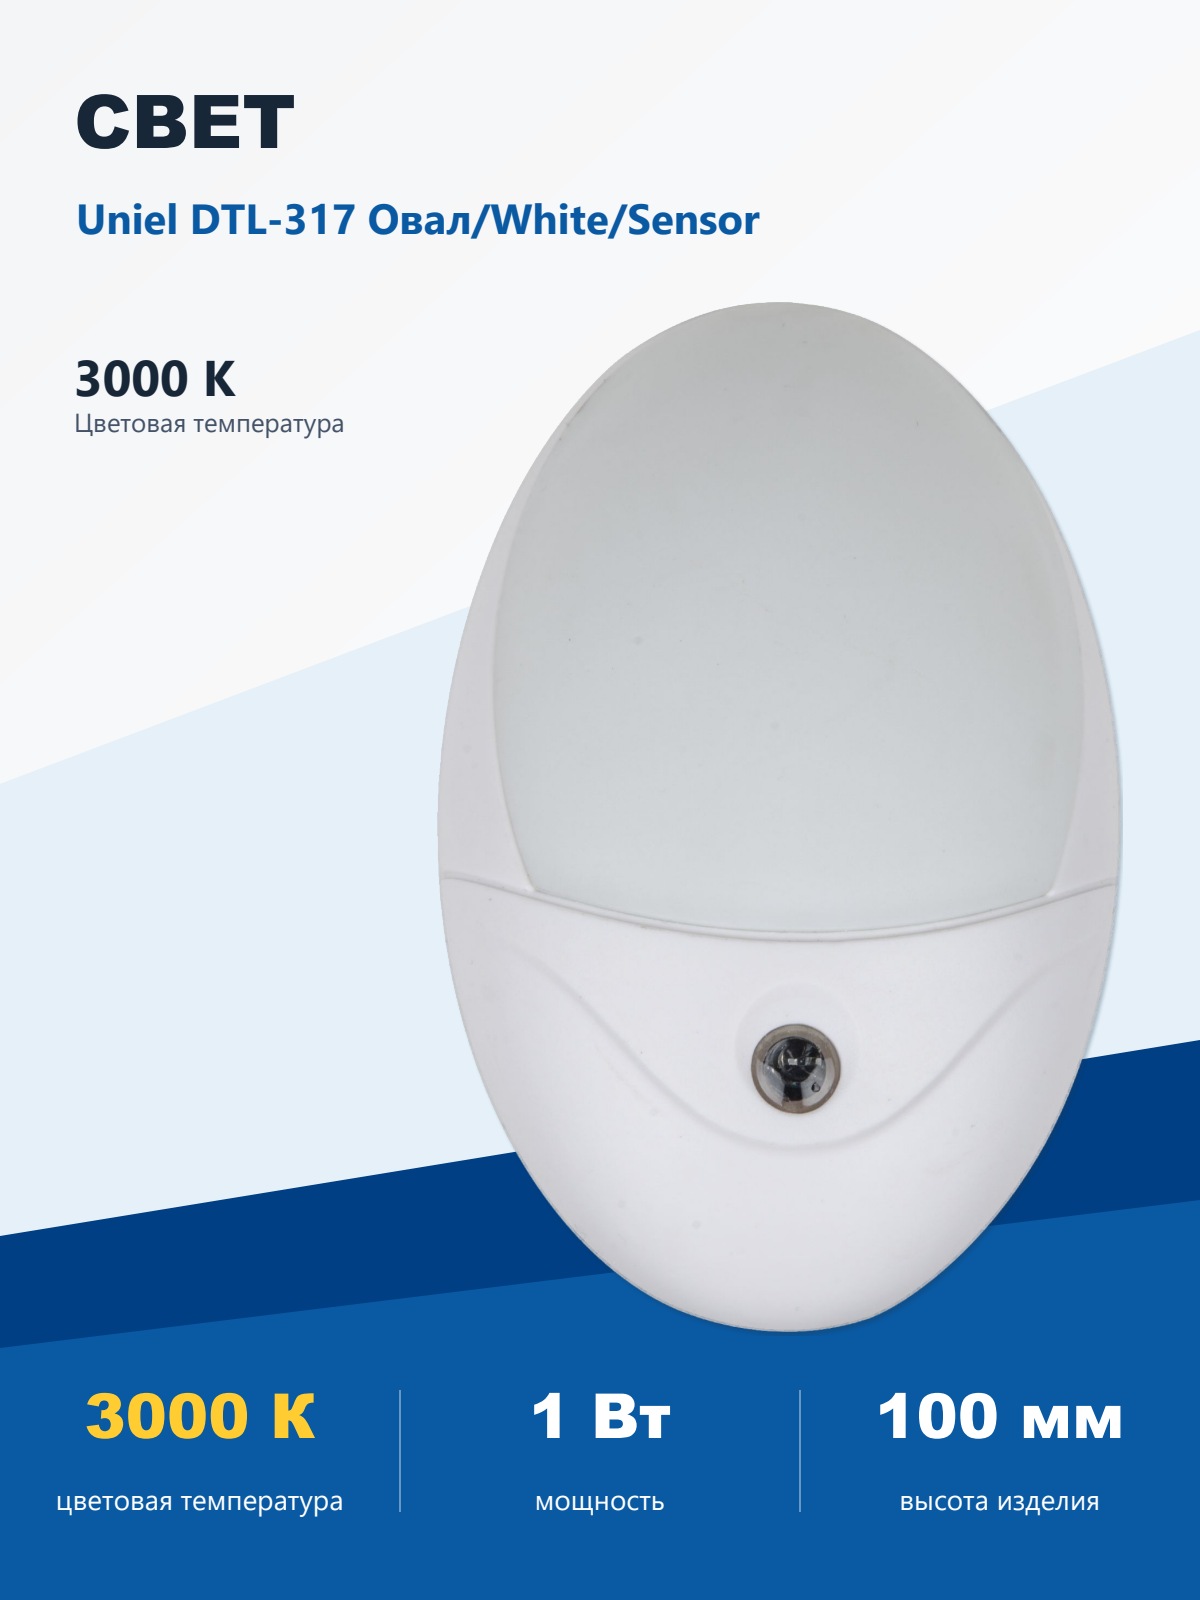 СВЕТ
Uniel DTL-317 Овал/White/Sensor
3000 К
Цветовая температура
3000 К
цветовая температура
1 Вт
мощность
100 мм
высота изделия